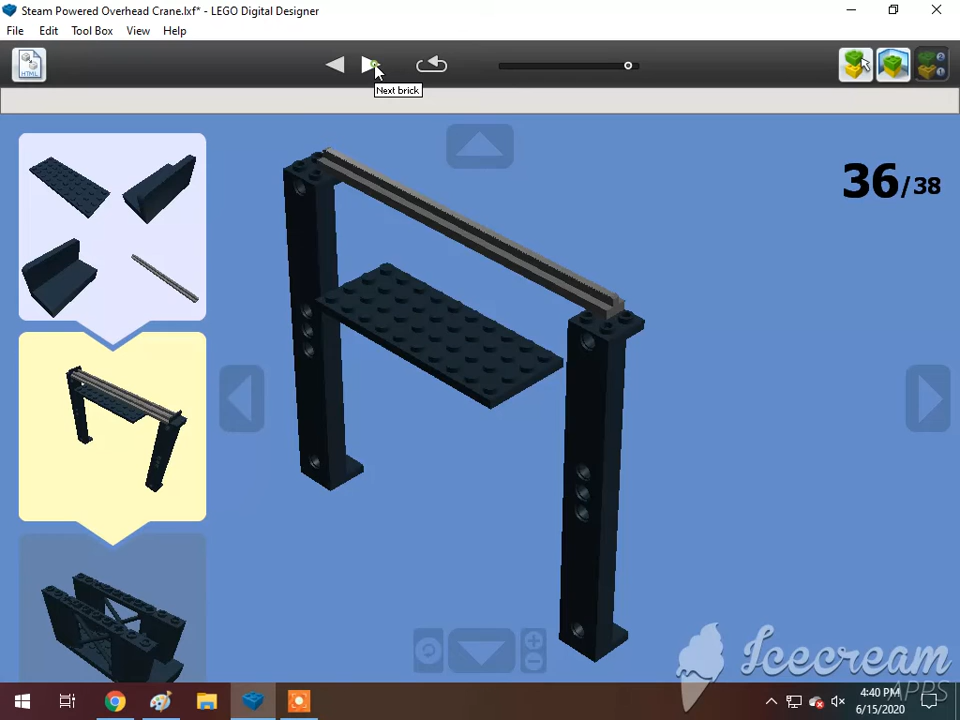 Steam Powered Overhead Crane.lxf* - LEGO Digital Designer
File Edit Tool Box View Help
HTML
Next brick
36/38
Icecream
APPS
4:40 PM
6/15/2020